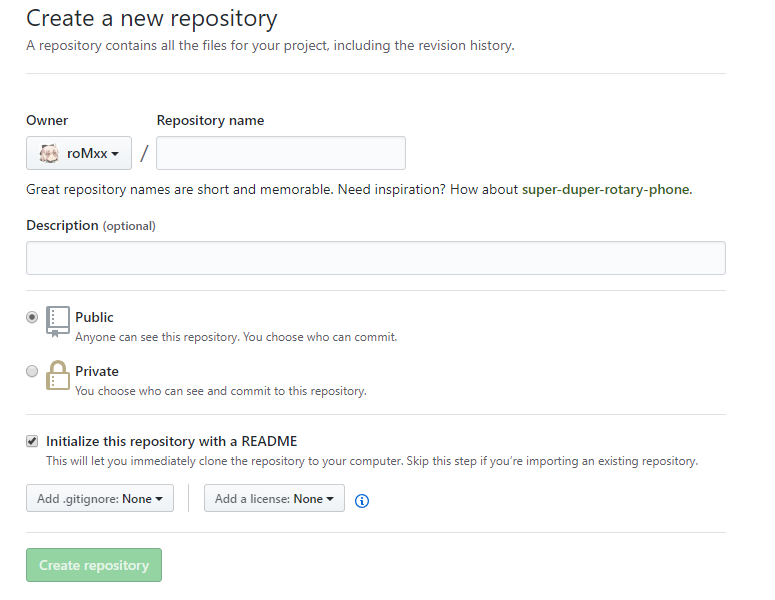 Create a new repository
A repository contains all the files for your project, including the revision history.
Owner Repository name
roMxx /
Great repository names are short and memorable. Need inspiration? How about super-duper-rotary-phone.
Description (optional)
Public
Anyone can see this repository. You choose who can commit.
Private
You choose who can see and commit to this repository.
Initialize this repository with a README
This will let you immediately clone the repository to your computer. Skip this step if you’re importing an existing repository.
Add .gitignore: None Add a license: None
Create repository